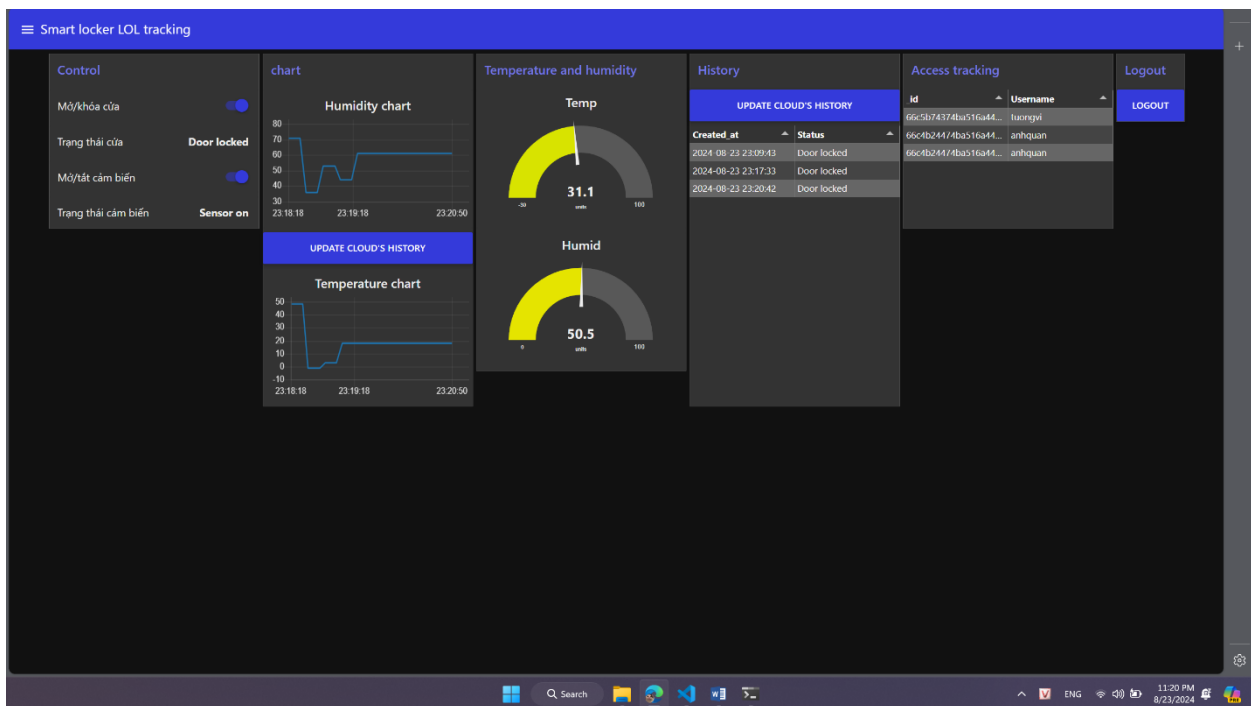 Smart locker LOL tracking
Control
Mở/khóa cửa
Trạng thái cửa Door locked
Mở/tắt cảm biến
Trạng thái cảm biến Sensor on
chart
Humidity chart
80
70
60
50
40
30
23:18:18 23:19:18 23:20:50
UPDATE CLOUD'S HISTORY
Temperature chart
50
40
30
20
10
0
-10
23:18:18 23:19:18 23:20:50
Temperature and humidity
Temp
31.1
units
-50 100
Humid
50.5
units
0 100
History
UPDATE CLOUD'S HISTORY
Created_at Status
2024-08-23 23:09:43 Door locked
2024-08-23 23:17:33 Door locked
2024-08-23 23:20:42 Door locked
Access tracking
id Username
66c5b74374ba516a44... tuongvi
66c4b24474ba516a44... anhquan
66c4b24474ba516a44... anhquan
Logout
LOGOUT
Search
ENG
11:20 PM
8/23/2024